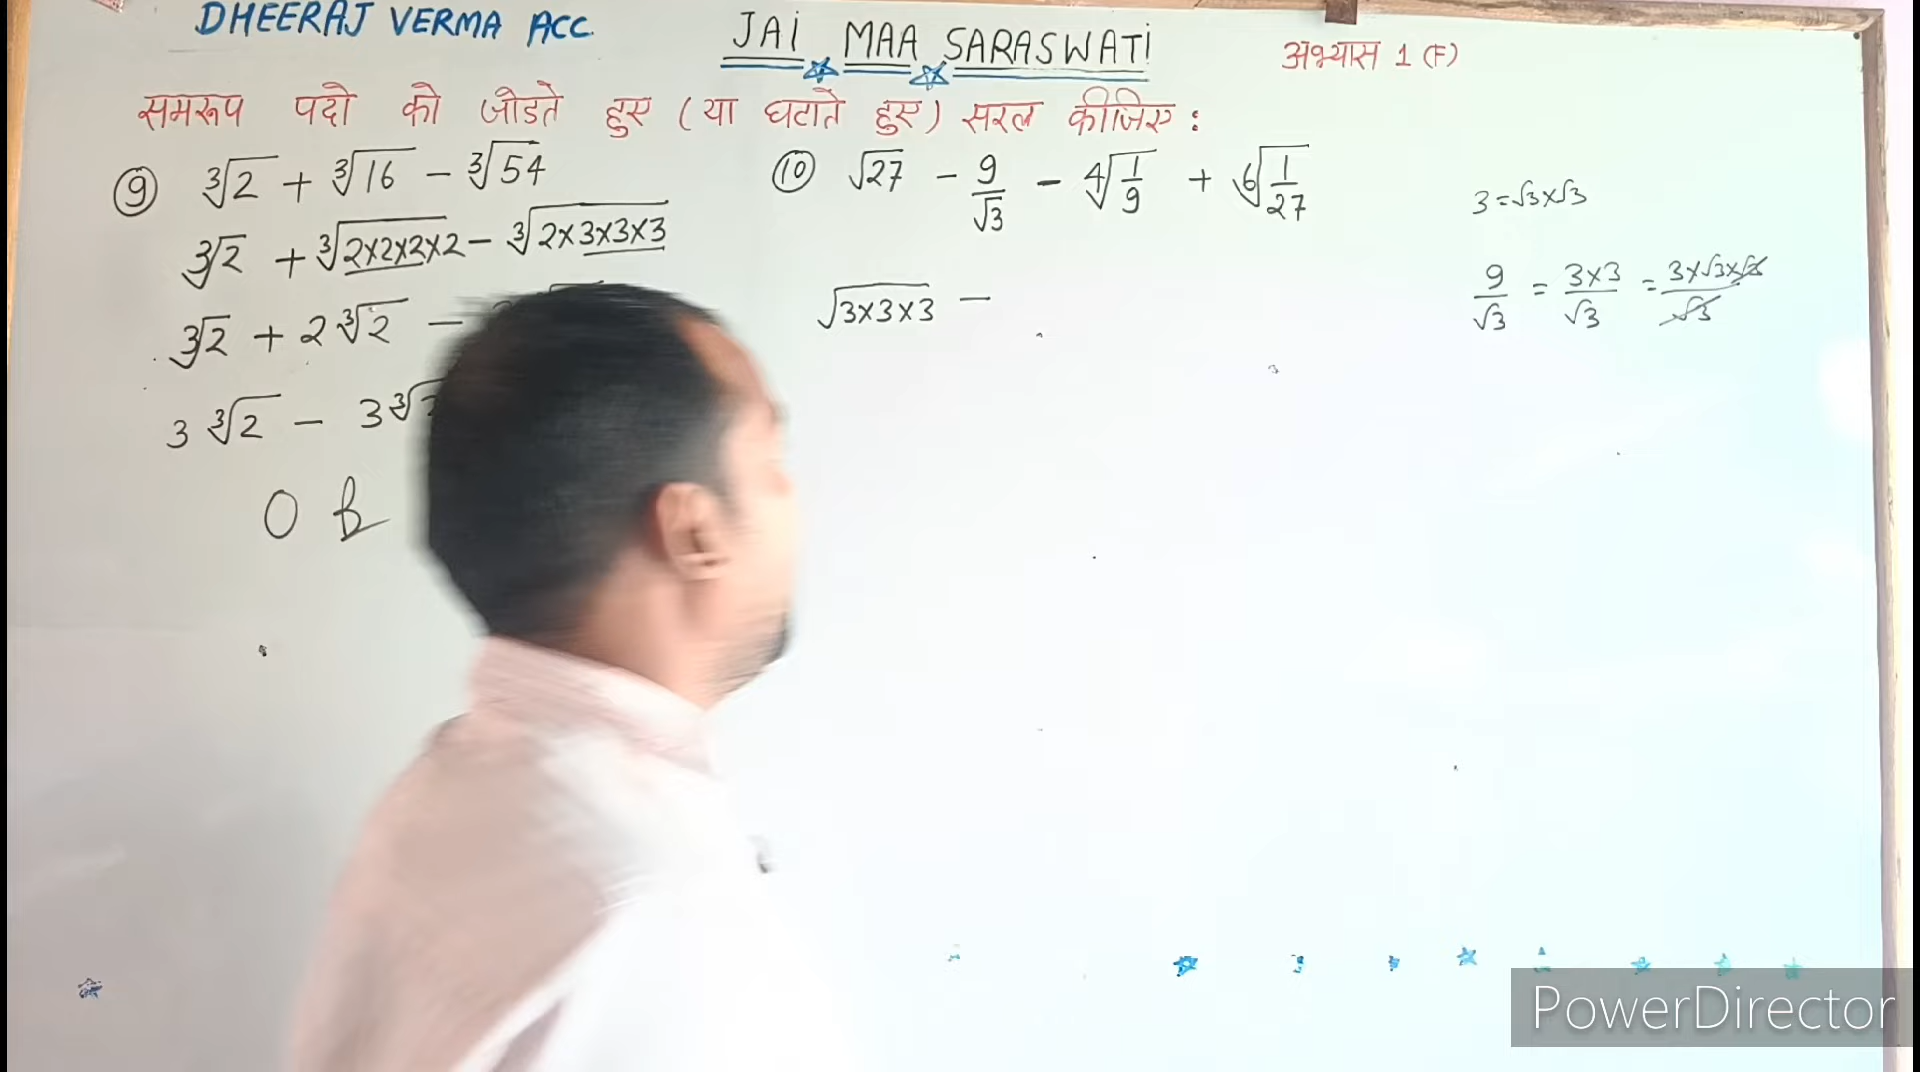 DHEERAJ VERMA ACC.
JAI MAA SARASWATI
अभ्यास 1 (F)
समरूप पदो को जोडते हुए (या घटाते हुए) सरल कीजिए :
⑨ ∛2 + ∛16 − ∛54
∛2 + ∛2×2×2×2 − ∛2×3×3×3
∛2 + 2∛2 −
3 ∛2 − 3∛
0
⑩ √27 − 9/√3 − ∜1/9 + ⁶√1/27
√3×3×3 −
3=√3×√3
9/√3 = 3×3/√3 = 3×√3×√3/√3
PowerDirector